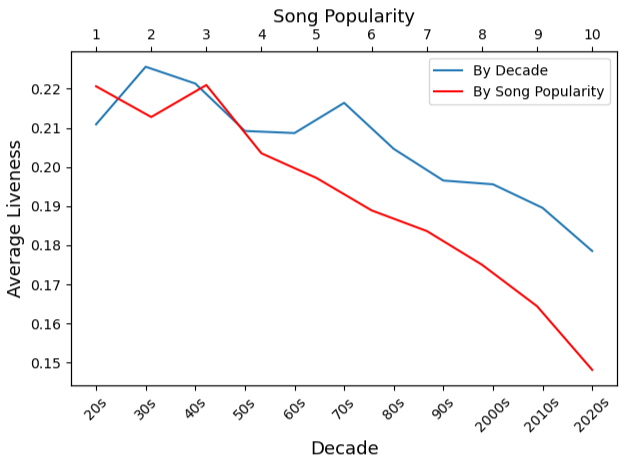 Song Popularity
1 2 3 4 5 6 7 8 9 10
By Decade
By Song Popularity
0.22
0.21
0.20
0.19
0.18
0.17
0.16
0.15
Average Liveness
20s 30s 40s 50s 60s 70s 80s 90s 2000s 2010s 2020s
Decade